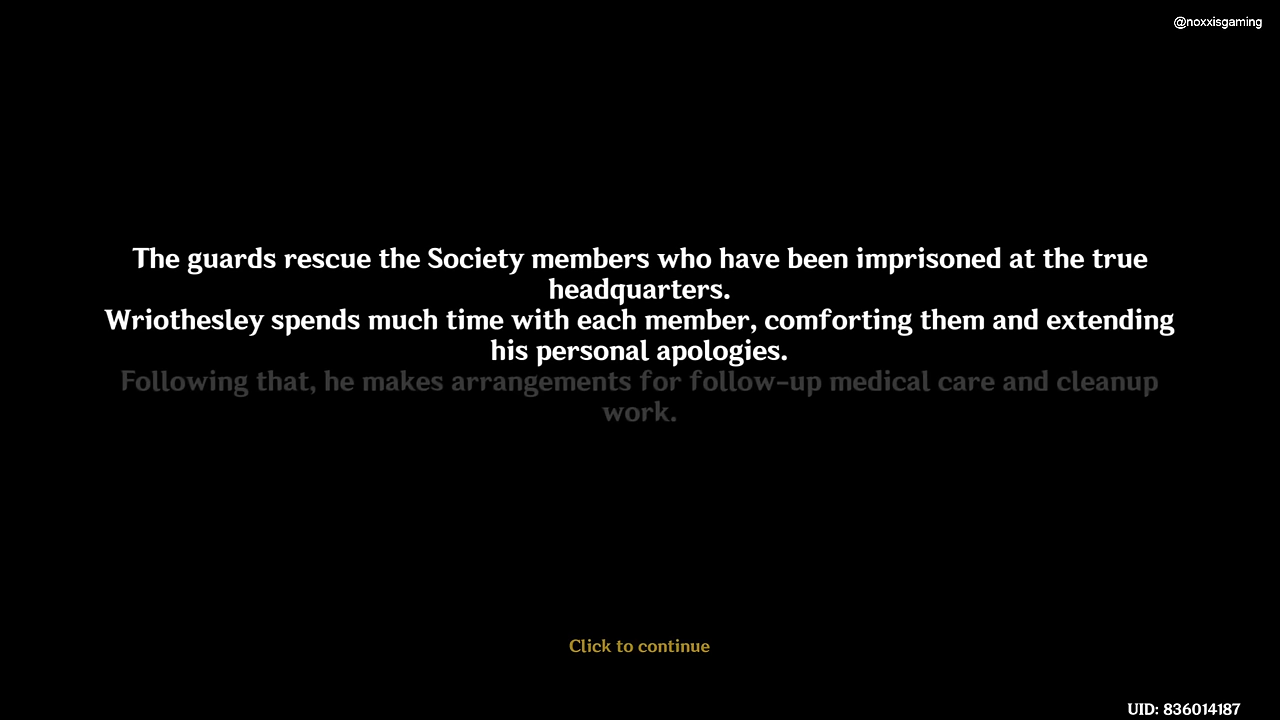 @noxxisgaming
The guards rescue the Society members who have been imprisoned at the true
headquarters.
Wriothesley spends much time with each member, comforting them and extending
his personal apologies.
Following that, he makes arrangements for follow-up medical care and cleanup
work.
Click to continue
UID: 836014187